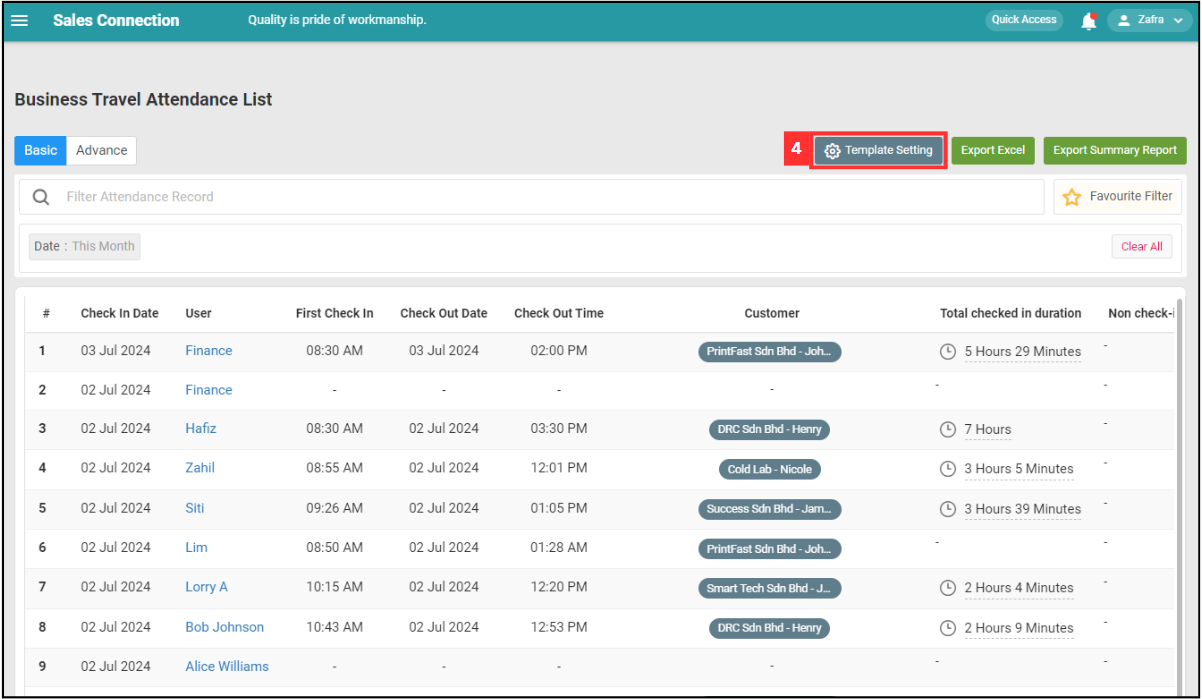 Sales Connection Quality is pride of workmanship. Quick Access Zafra
Business Travel Attendance List
Basic Advance 4 Template Setting Export Excel Export Summary Report
Filter Attendance Record Favourite Filter
Date : This Month Clear All
# Check In Date User First Check In Check Out Date Check Out Time Customer Total checked in duration Non check-i
1 03 Jul 2024 Finance 08:30 AM 03 Jul 2024 02:00 PM PrintFast Sdn Bhd - Joh... 5 Hours 29 Minutes -
2 02 Jul 2024 Finance - - - - - -
3 02 Jul 2024 Hafiz 08:30 AM 02 Jul 2024 03:30 PM DRC Sdn Bhd - Henry 7 Hours -
4 02 Jul 2024 Zahil 08:55 AM 02 Jul 2024 12:01 PM Cold Lab - Nicole 3 Hours 5 Minutes -
5 02 Jul 2024 Siti 09:26 AM 02 Jul 2024 01:05 PM Success Sdn Bhd - Jam... 3 Hours 39 Minutes -
6 02 Jul 2024 Lim 08:50 AM 02 Jul 2024 01:28 AM PrintFast Sdn Bhd - Joh... - -
7 02 Jul 2024 Lorry A 10:15 AM 02 Jul 2024 12:20 PM Smart Tech Sdn Bhd - J... 2 Hours 4 Minutes -
8 02 Jul 2024 Bob Johnson 10:43 AM 02 Jul 2024 12:53 PM DRC Sdn Bhd - Henry 2 Hours 9 Minutes -
9 02 Jul 2024 Alice Williams - - - - - -